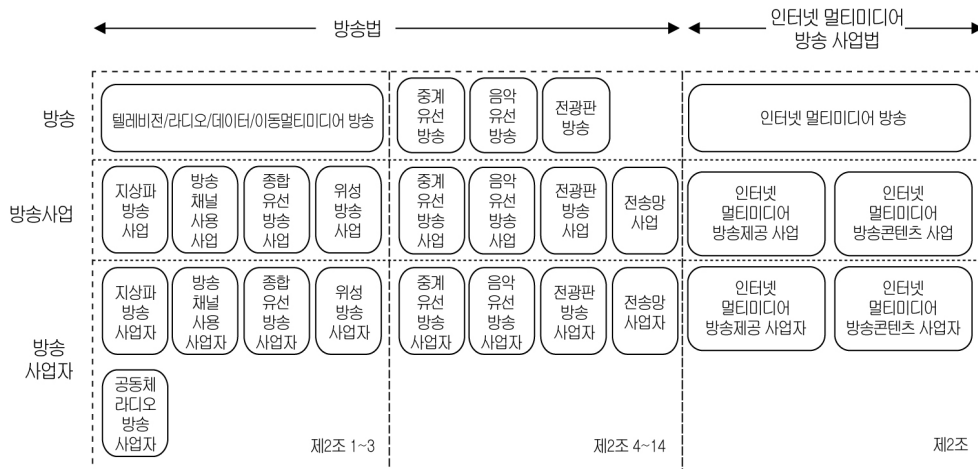 방송법
인터넷 멀티미디어
방송 사업법
방송
텔레비전/라디오/데이터/이동멀티미디어 방송
중계
유선
방송
음악
유선
방송
전광판
방송
인터넷 멀티미디어 방송
방송사업
지상파
방송
사업
방송
채널
사용
사업
종합
유선
방송
사업
위성
방송
사업
중계
유선
방송
사업
음악
유선
방송
사업
전광판
방송
사업
전송망
사업
인터넷
멀티미디어
방송제공 사업
인터넷
멀티미디어
방송콘텐츠 사업
방송
사업자
지상파
방송
사업자
방송
채널
사용
사업자
종합
유선
방송
사업자
위성
방송
사업자
중계
유선
방송
사업자
음악
유선
방송
사업자
전광판
방송
사업자
전송망
사업자
인터넷
멀티미디어
방송제공 사업자
인터넷
멀티미디어
방송콘텐츠 사업자
공동체
라디오
방송
사업자
제2조 1~3
제2조 4~14
제2조